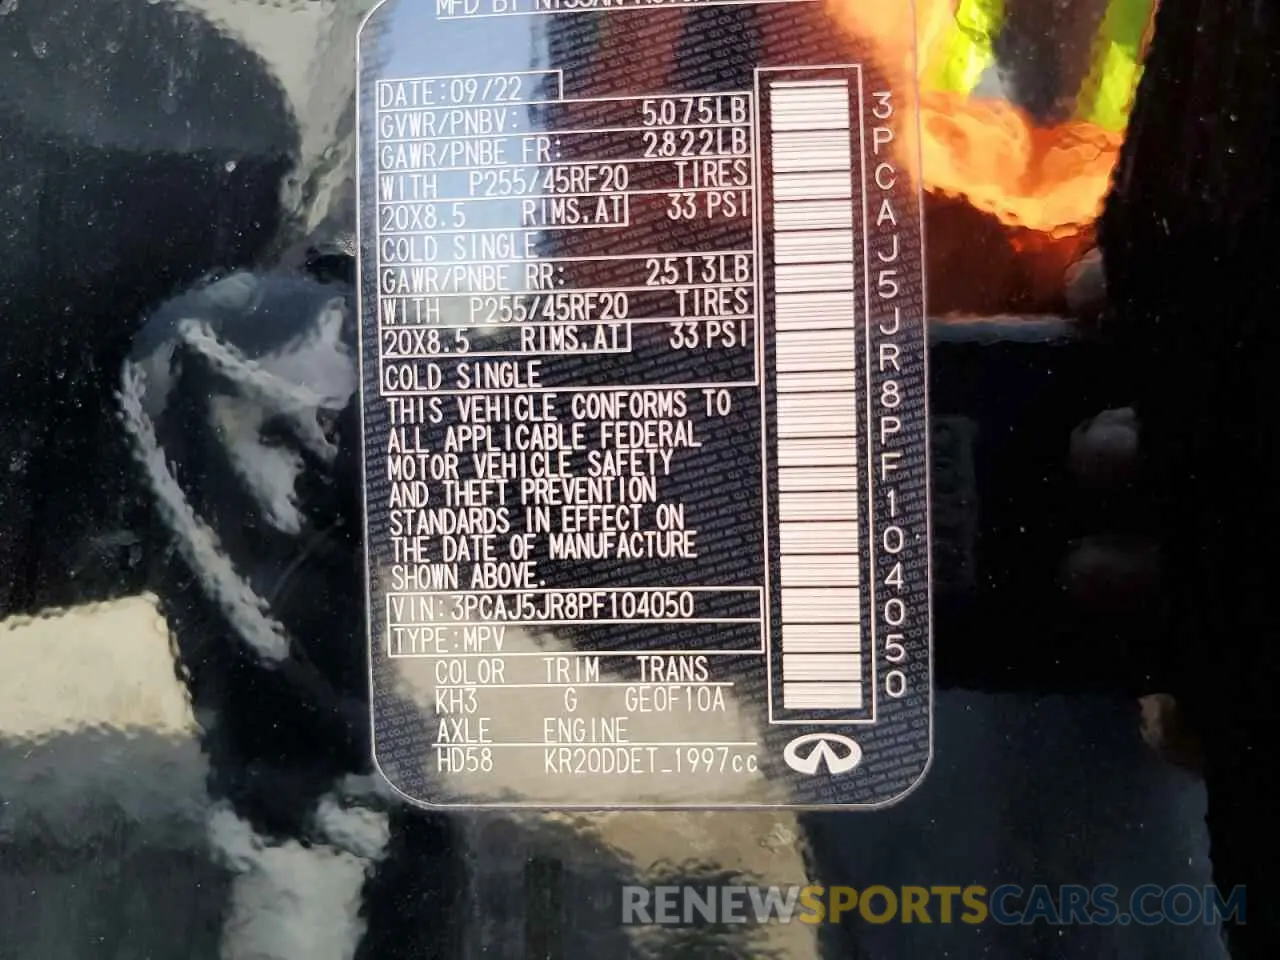 MFD BY NISSAN
DATE:09/22
GVWR/PNBV: 5,075LB
GAWR/PNBE FR: 2,822LB
WITH P255/45RF20 TIRES
20X8.5 RIMS,AT 33 PSI
COLD SINGLE
GAWR/PNBE RR: 2,513LB
WITH P255/45RF20 TIRES
20X8.5 RIMS,AT 33 PSI
COLD SINGLE
THIS VEHICLE CONFORMS TO
ALL APPLICABLE FEDERAL
MOTOR VEHICLE SAFETY
AND THEFT PREVENTION
STANDARDS IN EFFECT ON
THE DATE OF MANUFACTURE
SHOWN ABOVE.
VIN:3PCAJ5JR8PF104050
TYPE:MPV
COLOR TRIM TRANS
KH3 G GE0F10A
AXLE ENGINE
HD58 KR20DDET_1997cc
3PCAJ5JR8PF104050
RENEWSPORTSCARS.COM